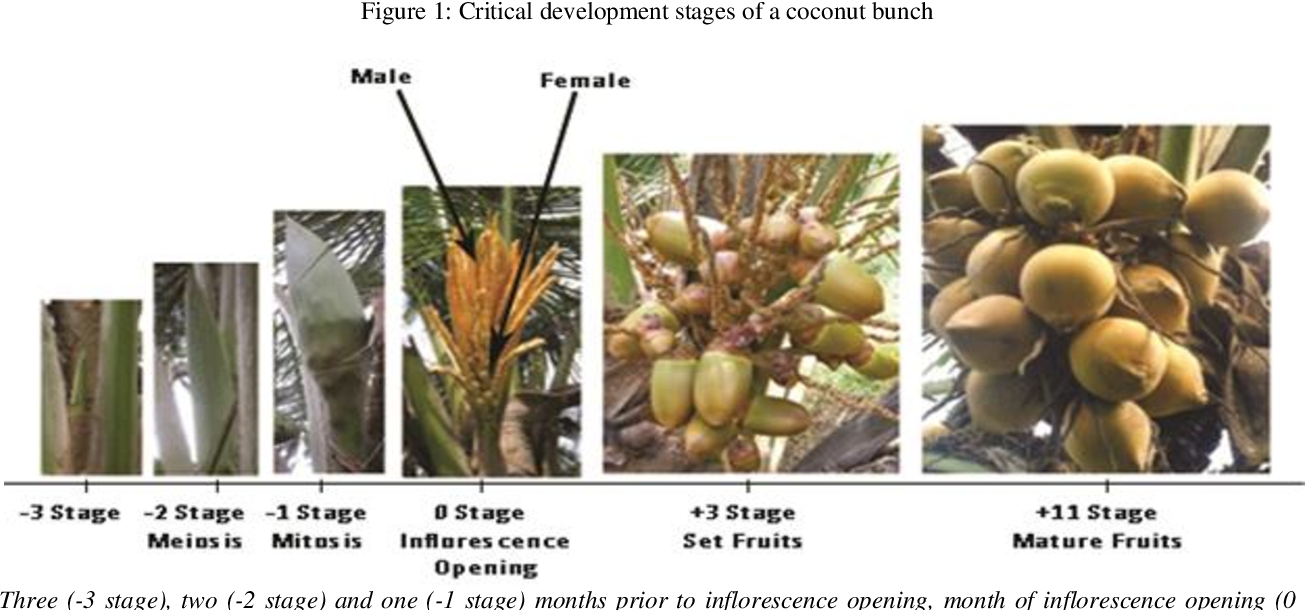 Figure 1: Critical development stages of a coconut bunch
Male
Female
-3 Stage
-2 Stage
Meiosis
-1 Stage
Mitosis
0 Stage
Inflorescence
Opening
+3 Stage
Set Fruits
+11 Stage
Mature Fruits
Three (-3 stage), two (-2 stage) and one (-1 stage) months prior to inflorescence opening, month of inflorescence opening (0